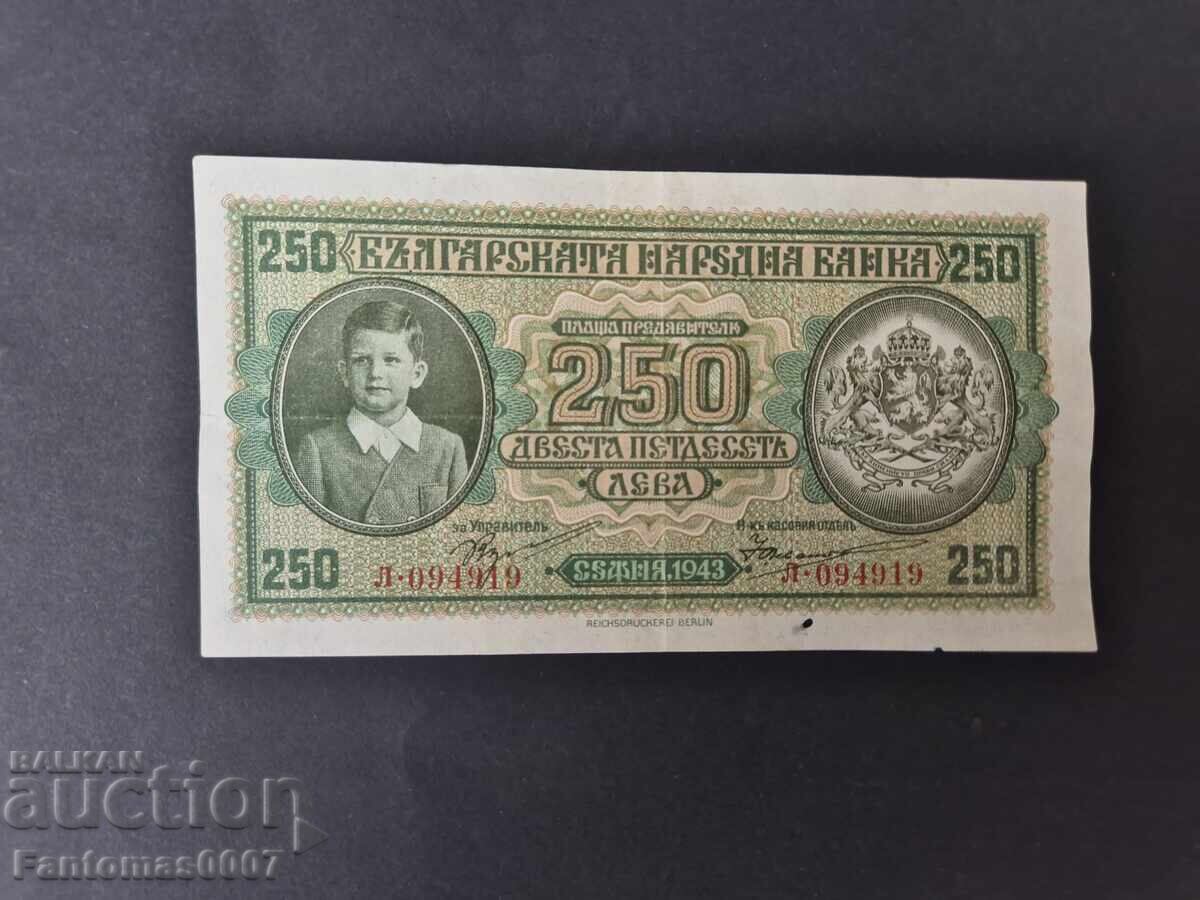 250 БЪЛГАРСКАТА НАРОДНА БАНКА 250
ПЛАЩА ПРЕДЯВИТЕЛЮ
250
ДВЕСТА ПЕТДЕСЕТЬ
ЛЕВА
за Управитель
Н-къ касовия отдель
250 Л·094919 СОФИЯ, 1943 Л·094919 250
REICHSDRUCKEREI BERLIN
BALKAN
auction
Fantomas0007